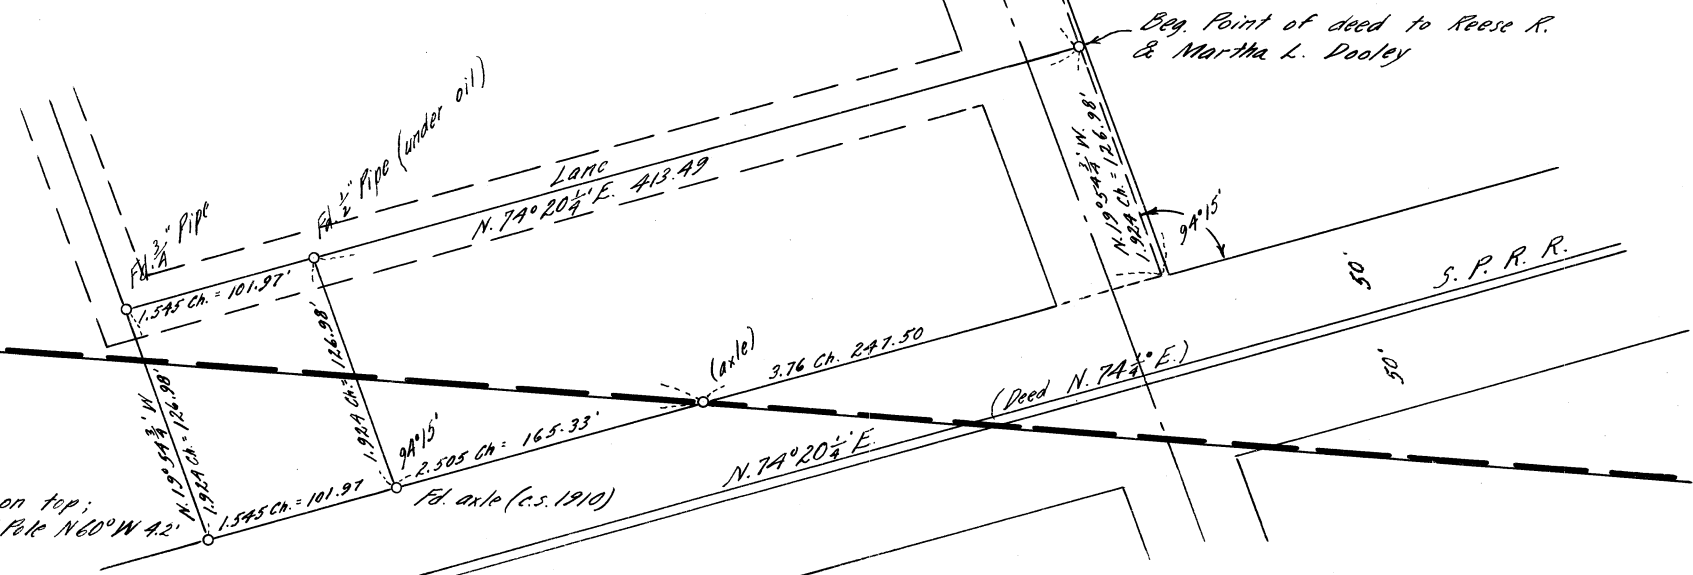 Beg. Point of deed to Reese R.
& Martha L. Dooley
Fd. 3/4" Pipe
Fd. 1/2" Pipe (under oil)
Lane
N. 74° 20 1/4' E. 413.49
1.545 Ch. = 101.97'
N. 19° 54 3/4' W.
1.924 Ch. = 126.98'
94° 15'
50'
S. P. R. R.
1.924 Ch. = 126.98'
(axle)
3.76 Ch. 247.50
(Deed N. 74 1/4° E.)
50'
N. 19° 54 3/4' W
1.924 Ch. = 126.98'
94° 15'
2.505 Ch = 165.33'
N. 74° 20 1/4' E.
on top;
Pole N 60° W 4.2'
1.545 Ch. = 101.97
Fd. axle (c.s. 1910)